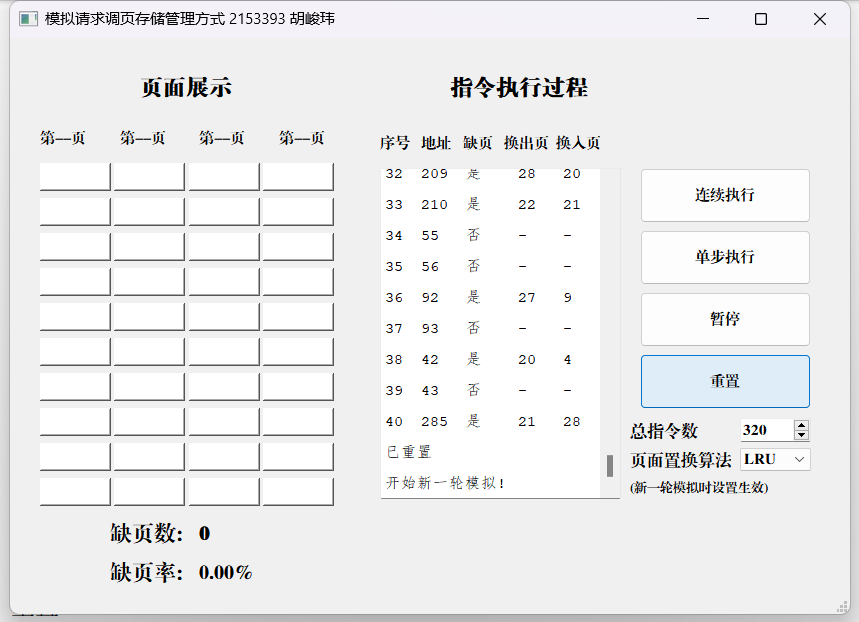 模拟请求调页存储管理方式 2153393 胡峻玮
页面展示
指令执行过程
第--页 第--页 第--页 第--页
序号 地址 缺页 换出页 换入页
32 209 是 28 20
33 210 是 22 21
34 55 否 - -
35 56 否 - -
36 92 是 27 9
37 93 否 - -
38 42 是 20 4
39 43 否 - -
40 285 是 21 28
已重置
开始新一轮模拟!
连续执行
单步执行
暂停
重置
总指令数 320
页面置换算法 LRU
(新一轮模拟时设置生效)
缺页数: 0
缺页率: 0.00%